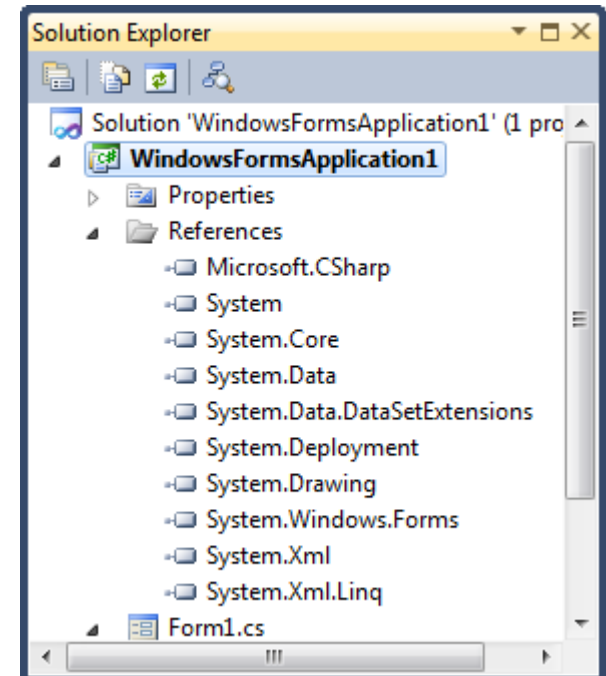 Solution Explorer
Solution 'WindowsFormsApplication1' (1 pro
WindowsFormsApplication1
Properties
References
Microsoft.CSharp
System
System.Core
System.Data
System.Data.DataSetExtensions
System.Deployment
System.Drawing
System.Windows.Forms
System.Xml
System.Xml.Linq
Form1.cs